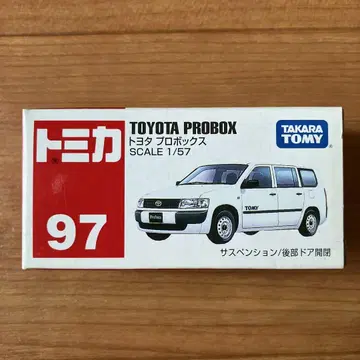 トミカ
97
TOYOTA PROBOX
トヨタ プロボックス
SCALE 1/57
TAKARA
TOMY
TOMY
サスペンション/後部ドア開閉